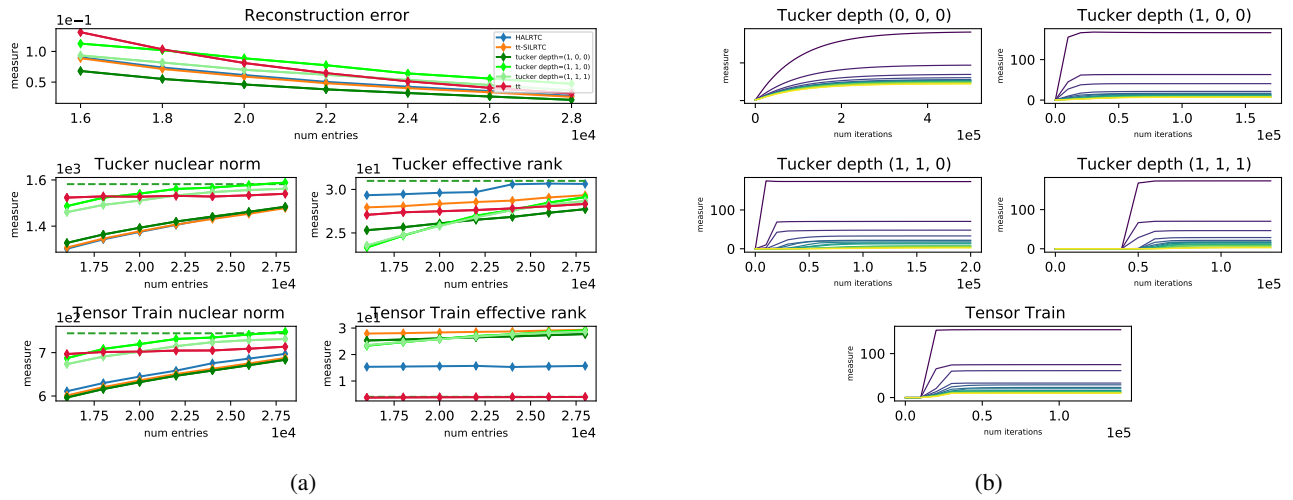 Reconstruction error
1e−1
measure
1.0
0.5
HALRTC
tt-SILRTC
tucker depth=(1, 0, 0)
tucker depth=(1, 1, 0)
tucker depth=(1, 1, 1)
tt
1.6 1.8 2.0 2.2 2.4 2.6 2.8
num entries
1e4
1e3
Tucker nuclear norm
measure
1.6
1.4
1.75 2.00 2.25 2.50 2.75
num entries
1e4
1e1
Tucker effective rank
measure
3.0
2.5
1.75 2.00 2.25 2.50 2.75
num entries
1e4
1e2
Tensor Train nuclear norm
measure
7
6
1.75 2.00 2.25 2.50 2.75
num entries
1e4
1e1
Tensor Train effective rank
measure
3
2
1
1.75 2.00 2.25 2.50 2.75
num entries
1e4
(a)
Tucker depth (0, 0, 0)
measure
0 2 4
num iterations
1e5
Tucker depth (1, 0, 0)
measure
100
0
0.0 0.5 1.0 1.5
num iterations
1e5
Tucker depth (1, 1, 0)
measure
100
0
0.0 0.5 1.0 1.5 2.0
num iterations
1e5
Tucker depth (1, 1, 1)
measure
100
0
0.0 0.5 1.0
num iterations
1e5
Tensor Train
measure
100
0
0.0 0.5 1.0
num iterations
1e5
(b)